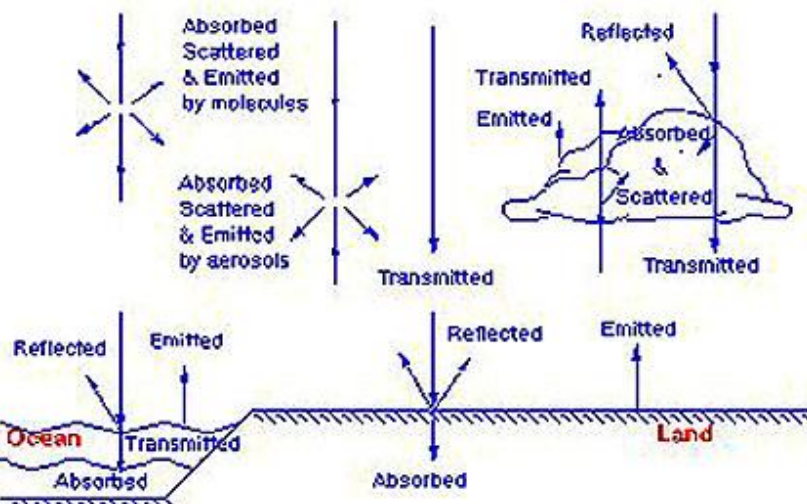 Absorbed
Scattered
& Emitted
by molecules
Absorbed
Scattered
& Emitted
by aerosols
Transmitted
Reflected
Transmitted
Emitted
Absorbed
&
Scattered
Transmitted
Reflected
Emitted
Ocean
Transmitted
Absorbed
Reflected
Absorbed
Emitted
Land